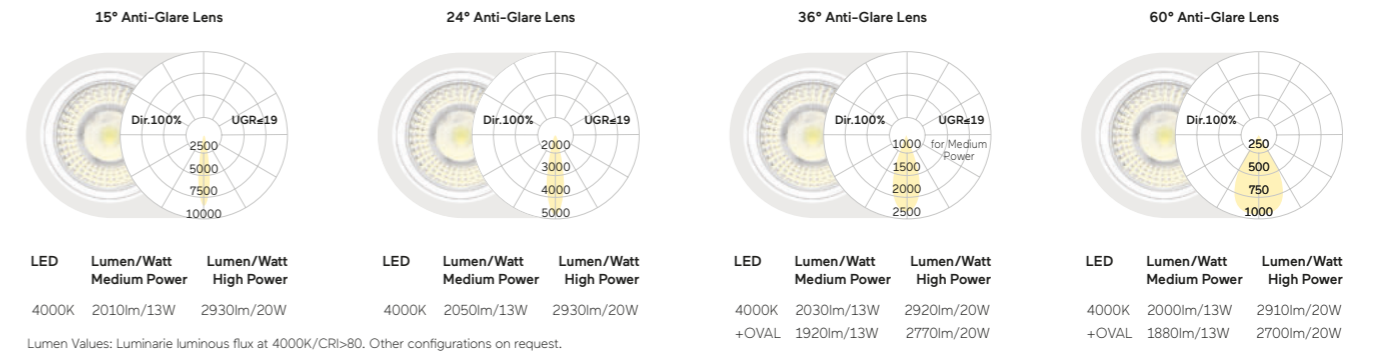 15° Anti-Glare Lens
Dir.100%
UGR≤19
2500
5000
7500
10000
LED
Lumen/Watt
Medium Power
Lumen/Watt
High Power
4000K 2010lm/13W 2930lm/20W
24° Anti-Glare Lens
Dir.100%
UGR≤19
2000
3000
4000
5000
LED
Lumen/Watt
Medium Power
Lumen/Watt
High Power
4000K 2050lm/13W 2930lm/20W
36° Anti-Glare Lens
Dir.100%
UGR≤19
for Medium
Power
1000
1500
2000
2500
LED
Lumen/Watt
Medium Power
Lumen/Watt
High Power
4000K 2030lm/13W 2920lm/20W
+OVAL 1920lm/13W 2770lm/20W
60° Anti-Glare Lens
Dir.100%
250
500
750
1000
LED
Lumen/Watt
Medium Power
Lumen/Watt
High Power
4000K 2000lm/13W 2910lm/20W
+OVAL 1880lm/13W 2700lm/20W
Lumen Values: Luminarie luminous flux at 4000K/CRI>80. Other configurations on request.